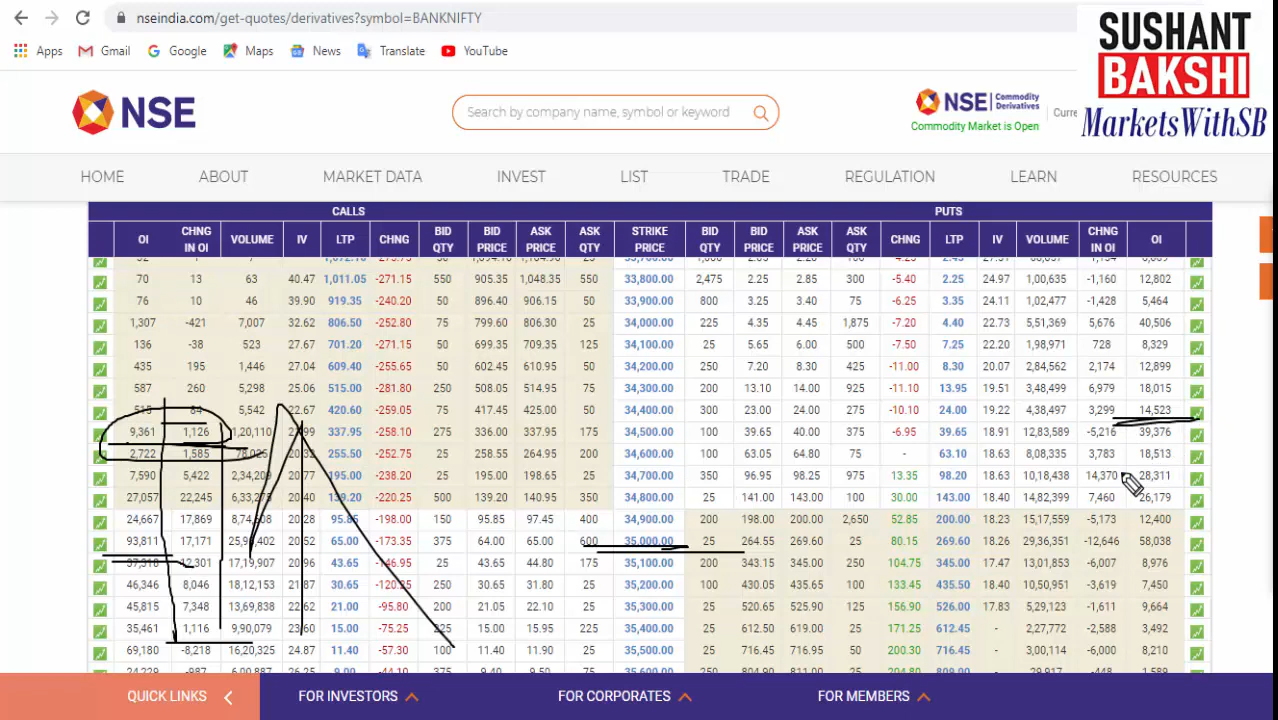 nseindia.com/get-quotes/derivatives?symbol=BANKNIFTY
Apps Gmail Google Maps News Translate YouTube
SUSHANT
BAKSHI
MarketsWithSB
NSE
Search by company name, symbol or keyword
NSE Commodity Derivatives
Commodity Market is Open
Curre
HOME ABOUT MARKET DATA INVEST LIST TRADE REGULATION LEARN RESOURCES
CALLS PUTS
OI CHNG IN OI VOLUME IV LTP CHNG BID QTY BID PRICE ASK PRICE ASK QTY STRIKE PRICE BID QTY BID PRICE ASK PRICE ASK QTY CHNG LTP IV VOLUME CHNG IN OI OI
70 13 63 40.47 1,011.05 -271.15 550 905.35 1,048.35 550 33,800.00 2,475 2.25 2.85 300 -5.40 2.25 24.97 1,00,635 -1,160 12,802
76 10 46 39.90 919.35 -240.20 50 896.40 906.15 50 33,900.00 800 3.25 3.40 75 -6.25 3.35 24.11 1,02,477 -1,428 5,464
1,307 -421 7,007 32.62 806.50 -252.80 75 799.60 806.30 25 34,000.00 225 4.35 4.45 1,875 -7.20 4.40 22.73 5,51,369 5,676 40,506
136 -38 523 27.67 701.20 -271.15 50 699.35 709.35 125 34,100.00 25 5.65 6.00 500 -7.50 7.25 22.20 1,98,971 728 8,329
435 195 1,446 27.04 609.40 -255.65 50 602.45 610.95 50 34,200.00 100 7.20 8.30 425 -11.00 8.30 20.07 2,84,562 2,174 12,899
587 260 5,298 25.06 515.00 -281.80 250 508.05 514.95 75 34,300.00 200 13.10 14.00 925 -11.10 13.95 19.51 3,48,499 6,979 18,015
84 5,542 22.67 420.60 -259.05 75 417.45 425.00 50 34,400.00 300 23.00 24.00 275 -10.10 24.00 19.22 4,38,497 3,299 14,523
9,361 1,126 1,20,110 337.95 -258.10 275 336.00 337.95 175 34,500.00 100 39.65 40.00 375 -6.95 39.65 18.91 12,83,589 -5,216 39,376
2,722 1,585 78,025 20.32 255.50 -252.75 25 258.55 264.95 200 34,600.00 100 63.05 64.80 75 - 63.10 18.63 8,08,335 3,783 18,513
7,590 5,422 195.00 -238.20 25 195.00 198.65 25 34,700.00 350 96.95 98.25 975 13.35 98.20 18.63 10,18,438 14,370 28,311
27,057 22,245 20.40 139.20 -220.25 500 139.20 140.95 350 34,800.00 25 141.00 143.00 100 30.00 143.00 18.40 14,82,399 7,460 26,179
24,667 17,869 20.28 95.85 -198.00 150 95.85 97.45 400 34,900.00 200 198.00 200.00 2,650 52.85 200.00 18.23 15,17,559 -5,173 12,400
93,811 17,171 20.52 65.00 -173.35 100 64.00 65.00 600 35,000.00 25 264.55 269.60 25 80.15 269.60 18.26 29,36,351 -12,646 58,038
37,318 12,301 17,19,907 20.96 43.65 -146.95 25 43.65 44.80 175 35,100.00 200 343.15 345.00 250 104.75 345.00 17.47 13,01,853 -6,007 8,976
46,346 8,046 18,12,153 21.87 30.65 250 30.65 31.80 25 35,200.00 100 430.05 435.45 100 133.45 435.50 18.40 10,50,951 -3,619 7,450
45,815 7,348 13,69,838 22.62 21.00 -95.80 200 21.05 22.10 25 35,300.00 25 520.65 525.90 125 156.90 526.00 17.83 5,29,123 -1,611 9,664
35,461 1,116 9,90,079 23.60 15.00 -75.25 225 15.00 15.95 225 35,400.00 25 612.50 619.00 25 171.25 612.45 - 2,27,772 -2,588 3,492
69,180 -8,218 16,20,325 24.87 11.40 -57.30 100 11.40 11.90 25 35,500.00 25 716.45 716.95 50 200.30 716.45 - 3,00,114 -6,000 8,210
QUICK LINKS FOR INVESTORS FOR CORPORATES FOR MEMBERS